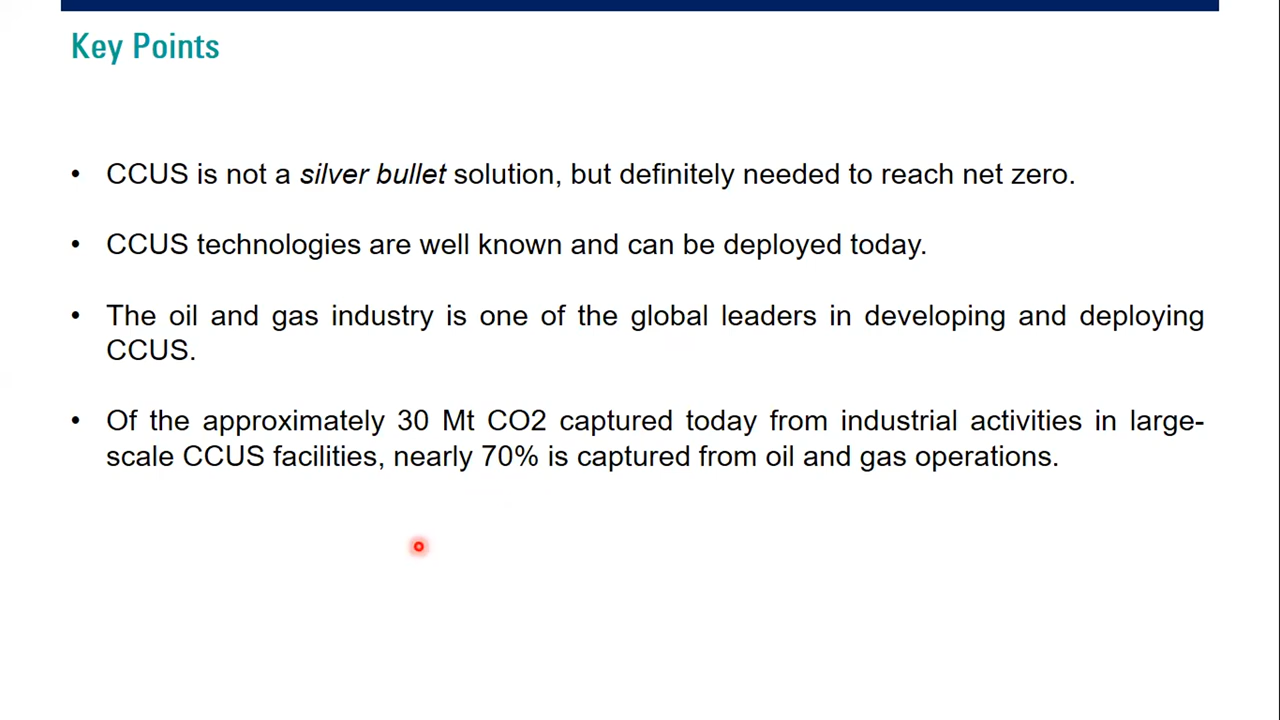 Key Points
• CCUS is not a silver bullet solution, but definitely needed to reach net zero.
• CCUS technologies are well known and can be deployed today.
• The oil and gas industry is one of the global leaders in developing and deploying
CCUS.
• Of the approximately 30 Mt CO2 captured today from industrial activities in large-
scale CCUS facilities, nearly 70% is captured from oil and gas operations.